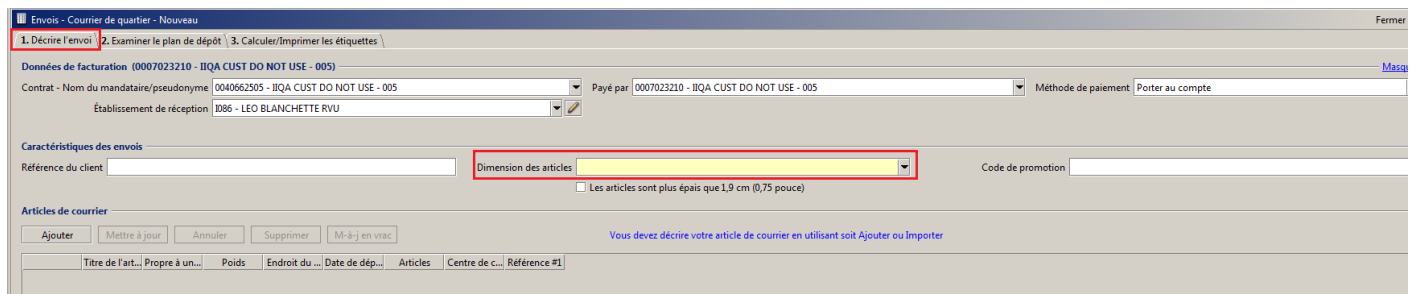 Envois - Courrier de quartier - Nouveau Fermer
1. Décrire l'envoi 2. Examiner le plan de dépôt 3. Calculer/Imprimer les étiquettes
Données de facturation (0007023210 - IIQA CUST DO NOT USE - 005) Masqu
Contrat - Nom du mandataire/pseudonyme 0040662505 - IIQA CUST DO NOT USE - 005 Payé par 0007023210 - IIQA CUST DO NOT USE - 005 Méthode de paiement Porter au compte
Établissement de réception I086 - LEO BLANCHETTE RVU
Caractéristiques des envois
Référence du client Dimension des articles Code de promotion
Les articles sont plus épais que 1,9 cm (0,75 pouce)
Articles de courrier
Ajouter Mettre à jour Annuler Supprimer M-à-j en vrac Vous devez décrire votre article de courrier en utilisant soit Ajouter ou Importer
Titre de l'art... Propre à un... Poids Endroit du ... Date de dép... Articles Centre de c... Référence #1